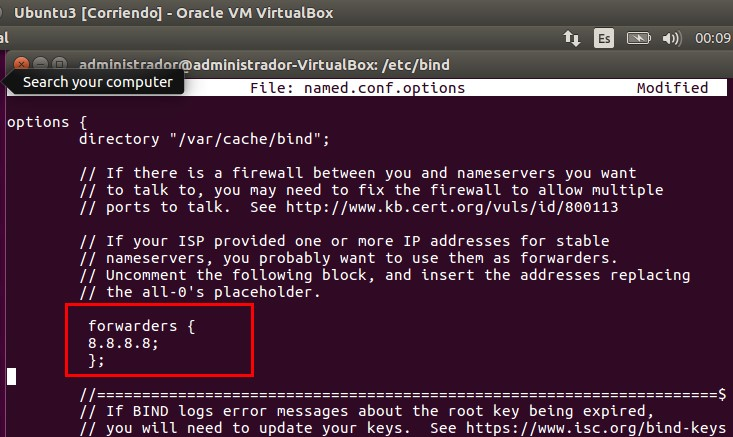 Ubuntu3 [Corriendo] - Oracle VM VirtualBox
al Es 00:09
administrador@administrador-VirtualBox: /etc/bind
Search your computer
File: named.conf.options Modified
options {
directory "/var/cache/bind";
// If there is a firewall between you and nameservers you want
// to talk to, you may need to fix the firewall to allow multiple
// ports to talk.  See http://www.kb.cert.org/vuls/id/800113
// If your ISP provided one or more IP addresses for stable
// nameservers, you probably want to use them as forwarders.
// Uncomment the following block, and insert the addresses replacing
// the all-0's placeholder.
forwarders {
8.8.8.8;
};
//=====================================================================$
// If BIND logs error messages about the root key being expired,
// you will need to update your keys.  See https://www.isc.org/bind-keys